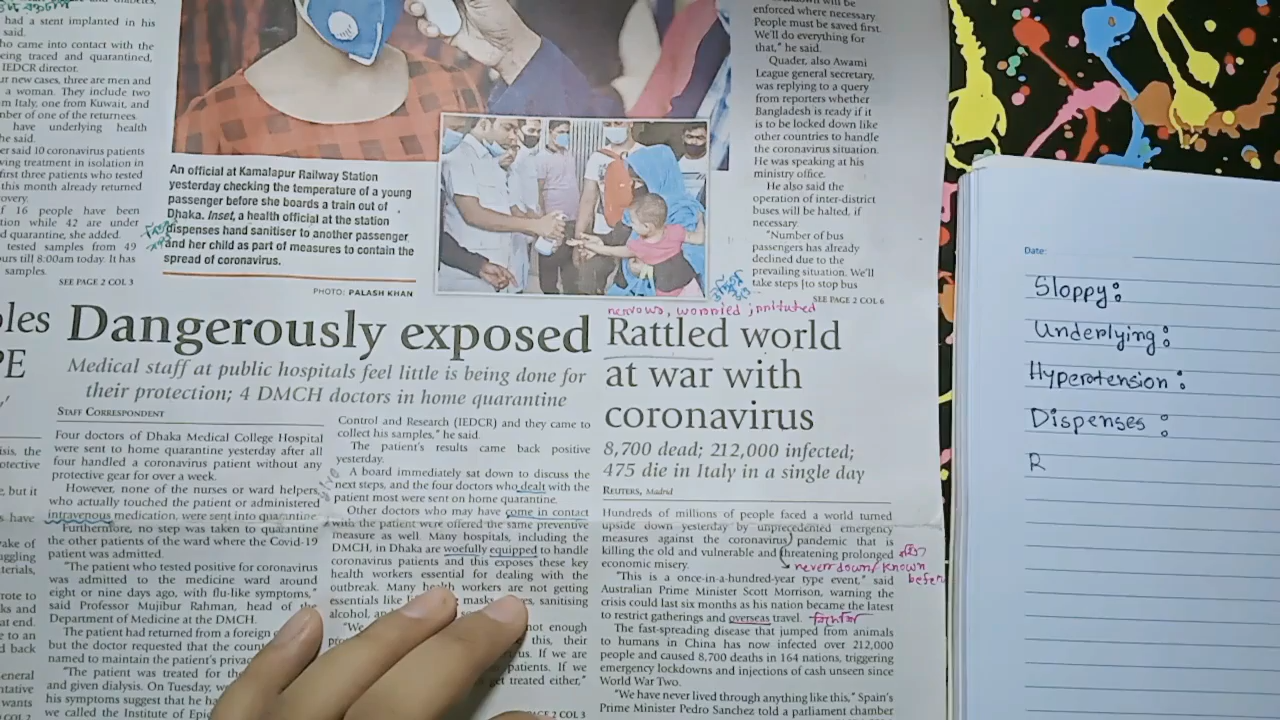 had a stent implanted in his
said.
ho came into contact with the
eing traced and quarantined,
IEDCR director.
ur new cases, three are men and
a woman. They include two
m Italy, one from Kuwait, and
mber of one of the returnees.
have underlying health
he said.
er said 10 coronavirus patients
ving treatment in isolation in
first three patients who tested
this month already returned
overy.
f 16 people have been
tion while 42 are under
d quarantine, she added.
tested samples from 49
ours till 8:00am today. It has
samples.
SEE PAGE 2 COL 3
An official at Kamalapur Railway Station
yesterday checking the temperature of a young
passenger before she boards a train out of
Dhaka. Inset, a health official at the station
dispenses hand sanitiser to another passenger
and her child as part of measures to contain the
spread of coronavirus.
PHOTO: PALASH KHAN
enforced where necessary.
People must be saved first.
We'll do everything for
that," he said.
Quader, also Awami
League general secretary,
was replying to a query
from reporters whether
Bangladesh is ready if it
is to be locked down like
other countries to handle
the coronavirus situation.
He was speaking at his
ministry office.
He also said the
operation of inter-district
buses will be halted, if
necessary.
"Number of bus
passengers has already
declined due to the
prevailing situation. We'll
take steps to stop bus
SEE PAGE 2 COL 6
Dangerously exposed
Medical staff at public hospitals feel little is being done for
their protection; 4 DMCH doctors in home quarantine
STAFF CORRESPONDENT
Four doctors of Dhaka Medical College Hospital
were sent to home quarantine yesterday after all
four handled a coronavirus patient without any
protective gear for over a week.
However, none of the nurses or ward helpers,
who actually touched the patient or administered
intravenous medication, were sent into quarantine.
Furthermore, no step was taken to quarantine
the other patients of the ward where the Covid-19
patient was admitted.
"The patient who tested positive for coronavirus
was admitted to the medicine ward around
eight or nine days ago, with flu-like symptoms,"
said Professor Mujibur Rahman, head of the
Department of Medicine at the DMCH.
The patient had returned from a foreign
but the doctor requested that the
named to maintain the patient's
"The patient was treated for the
and given dialysis. On Tuesday,
his symptoms suggest that he
we called the Institute of
Control and Research (IEDCR) and they came to
collect his samples," he said.
The patient's results came back positive
yesterday.
A board immediately sat down to discuss the
next steps, and the four doctors who dealt with the
patient most were sent on home quarantine.
Other doctors who may have come in contact
with the patient were offered the same preventive
measure as well. Many hospitals, including the
DMCH, in Dhaka are woefully equipped to handle
coronavirus patients and this exposes these key
health workers essential for dealing with the
outbreak. Many health workers are not getting
essentials like masks sanitising
alcohol,
"We not enough
this, their
us. If we are
patients. If we
get treated either,"
PAGE 2 COL 3
nervous, worried, irritated
Rattled world
at war with
coronavirus
8,700 dead; 212,000 infected;
475 die in Italy in a single day
REUTERS, Madrid
Hundreds of millions of people faced a world turned
upside down yesterday by unprecedented emergency
measures against the coronavirus pandemic that is
killing the old and vulnerable and threatening prolonged
economic misery.
never down/known
before
"This is a once-in-a-hundred-year type event," said
Australian Prime Minister Scott Morrison, warning the
crisis could last six months as his nation became the latest
to restrict gatherings and overseas travel.
The fast-spreading disease that jumped from animals
to humans in China has now infected over 212,000
people and caused 8,700 deaths in 164 nations, triggering
emergency lockdowns and injections of cash unseen since
World War Two.
"We have never lived through anything like this," Spain's
Prime Minister Pedro Sanchez told a parliament chamber
Date:
Sloppy:
Underlying:
Hypertension:
Dispenses:
R